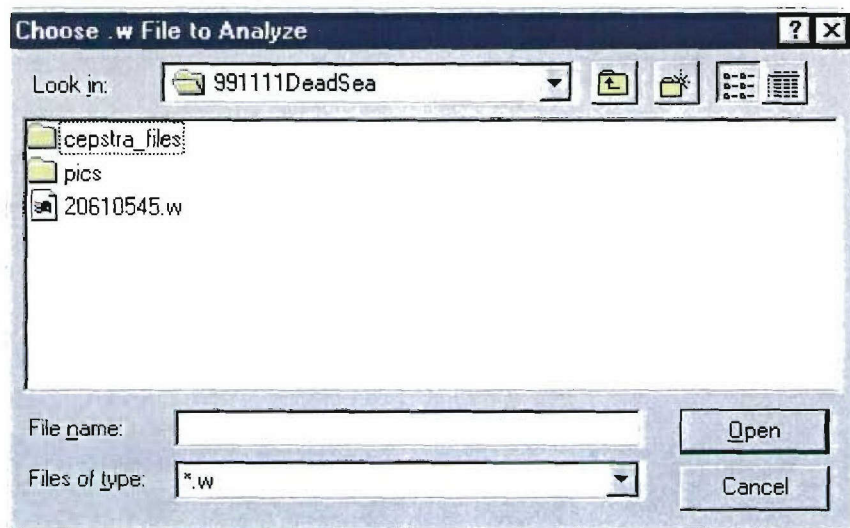 Choose .w File to Analyze
Look in: 991111DeadSea
cepstra_files
pics
20610545.w
File name: Open
Files of type: *.w Cancel